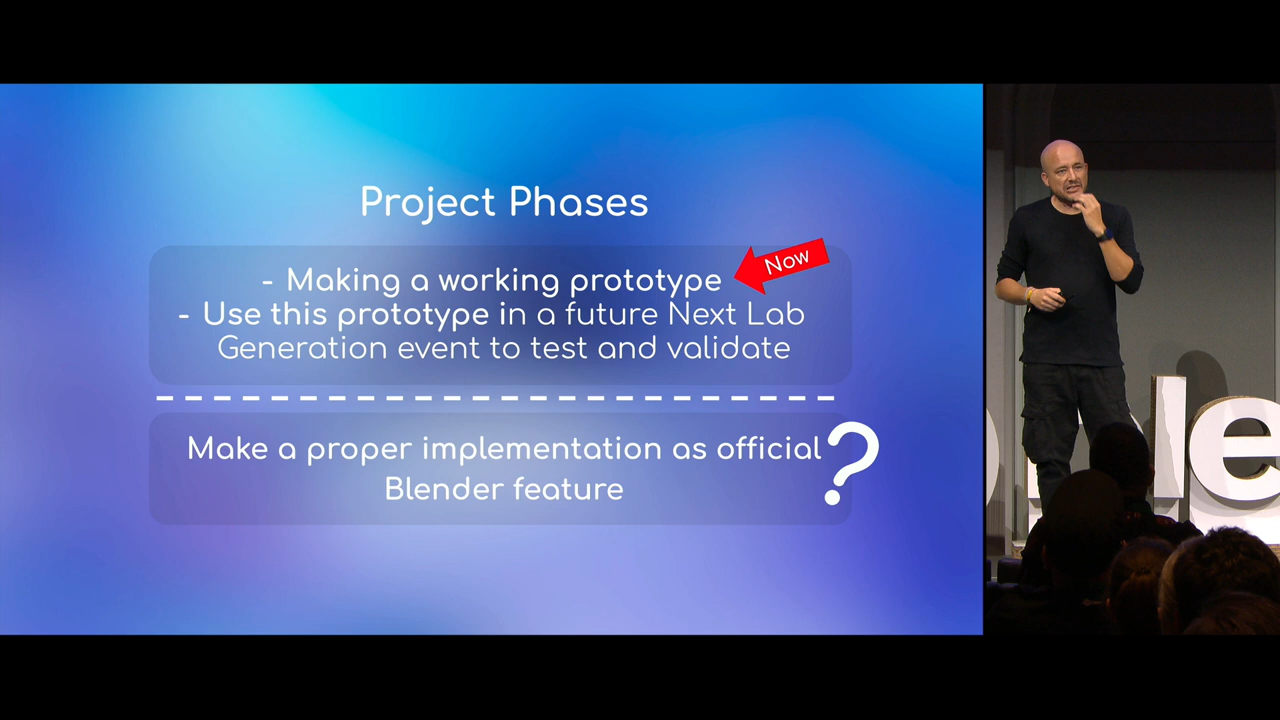 Project Phases
- Making a working prototype
Now
- Use this prototype in a future Next Lab
Generation event to test and validate
Make a proper implementation as official
Blender feature
?